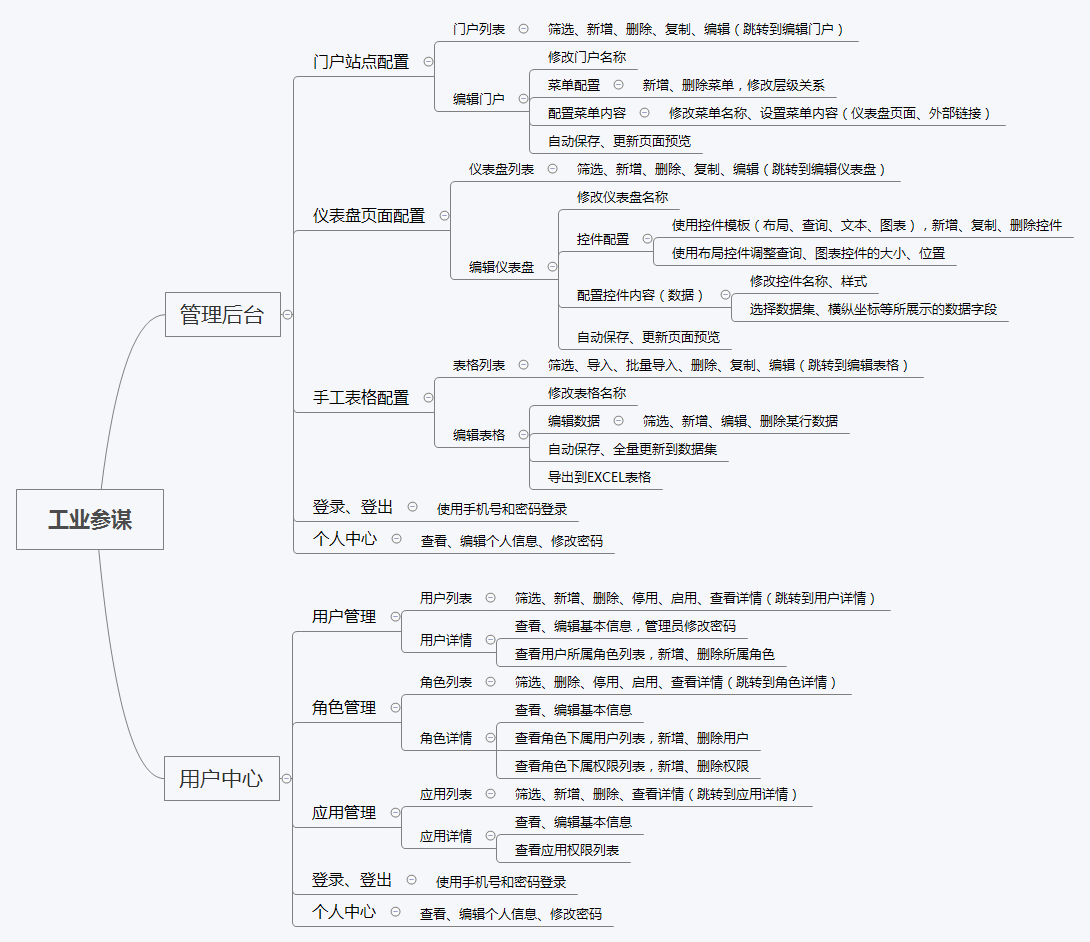 工业参谋
管理后台
门户站点配置
门户列表
筛选、新增、删除、复制、编辑（跳转到编辑门户）
编辑门户
修改门户名称
菜单配置
新增、删除菜单，修改层级关系
配置菜单内容
修改菜单名称、设置菜单内容（仪表盘页面、外部链接）
自动保存、更新页面预览
仪表盘页面配置
仪表盘列表
筛选、新增、删除、复制、编辑（跳转到编辑仪表盘）
编辑仪表盘
修改仪表盘名称
控件配置
使用控件模板（布局、查询、文本、图表），新增、复制、删除控件
使用布局控件调整查询、图表控件的大小、位置
配置控件内容（数据）
修改控件名称、样式
选择数据集、横纵坐标等所展示的数据字段
自动保存、更新页面预览
手工表格配置
表格列表
筛选、导入、批量导入、删除、复制、编辑（跳转到编辑表格）
编辑表格
修改表格名称
编辑数据
筛选、新增、编辑、删除某行数据
自动保存、全量更新到数据集
导出到EXCEL表格
登录、登出
使用手机号和密码登录
个人中心
查看、编辑个人信息、修改密码
用户中心
用户管理
用户列表
筛选、新增、删除、停用、启用、查看详情（跳转到用户详情）
用户详情
查看、编辑基本信息，管理员修改密码
查看用户所属角色列表，新增、删除所属角色
角色管理
角色列表
筛选、删除、停用、启用、查看详情（跳转到角色详情）
角色详情
查看、编辑基本信息
查看角色下属用户列表，新增、删除用户
查看角色下属权限列表，新增、删除权限
应用管理
应用列表
筛选、新增、删除、查看详情（跳转到应用详情）
应用详情
查看、编辑基本信息
查看应用权限列表
登录、登出
使用手机号和密码登录
个人中心
查看、编辑个人信息、修改密码